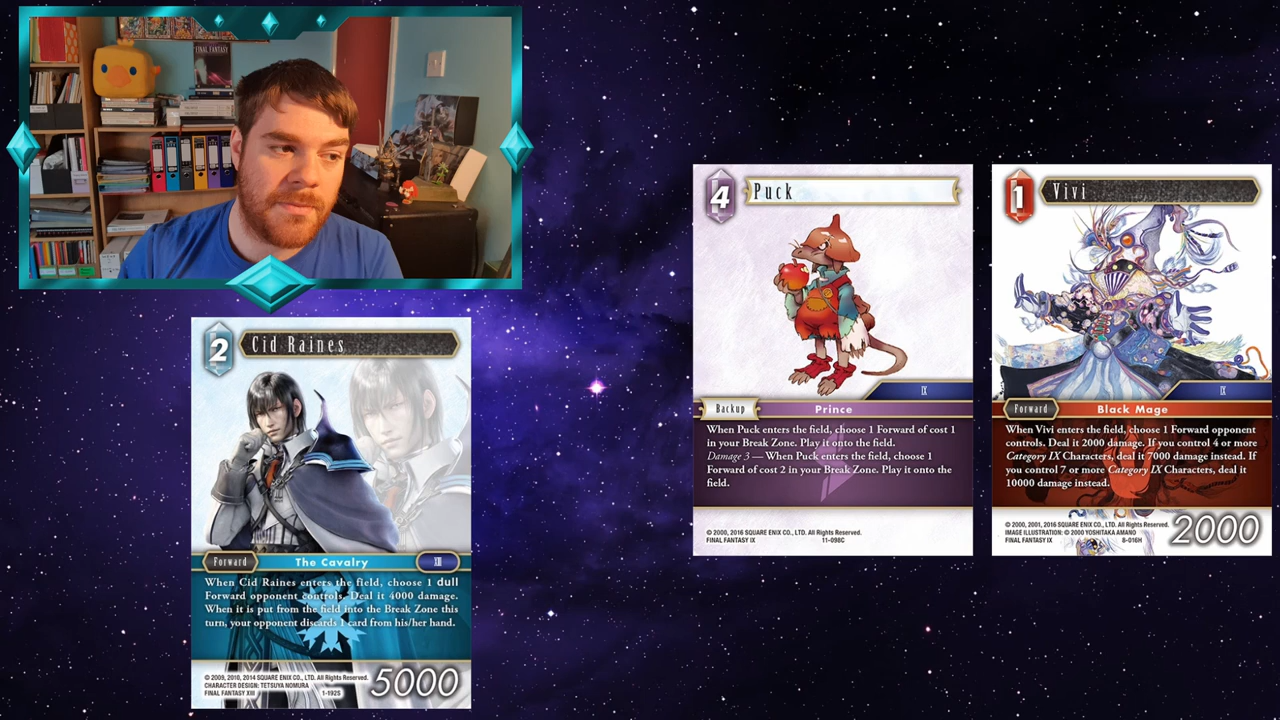 FINAL FANTASY
2
Cid Raines
Forward
The Cavalry
XIII
When Cid Raines enters the field, choose 1 dull
Forward opponent controls. Deal it 4000 damage.
When it is put from the field into the Break Zone this
turn, your opponent discards 1 card from his/her hand.
© 2009, 2010, 2014 SQUARE ENIX CO., LTD. All Rights Reserved.
CHARACTER DESIGN: TETSUYA NOMURA
FINAL FANTASY XIII
1-192S
5000
4
Puck
IX
Backup
Prince
When Puck enters the field, choose 1 Forward of cost 1
in your Break Zone. Play it onto the field.
Damage 3 — When Puck enters the field, choose 1
Forward of cost 2 in your Break Zone. Play it onto the
field.
© 2000, 2016 SQUARE ENIX CO., LTD. All Rights Reserved.
FINAL FANTASY IX
11-098C
1
Vivi
IX
Forward
Black Mage
When Vivi enters the field, choose 1 Forward opponent
controls. Deal it 2000 damage. If you control 4 or more
Category IX Characters, deal it 7000 damage instead. If
you control 7 or more Category IX Characters, deal it
10000 damage instead.
© 2000, 2001, 2016 SQUARE ENIX CO., LTD. All Rights Reserved.
IMAGE ILLUSTRATION: © 2000 YOSHITAKA AMANO
FINAL FANTASY IX
8-016H
2000